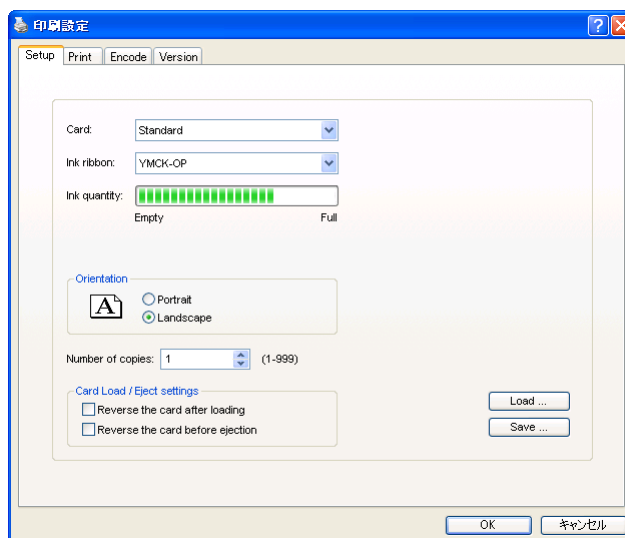 印刷設定
Setup Print Encode Version
Card: Standard
Ink ribbon: YMCK-OP
Ink quantity:
Empty Full
Orientation
A Portrait
Landscape
Number of copies: 1 (1-999)
Card Load / Eject settings
Reverse the card after loading
Reverse the card before ejection
Load ...
Save ...
OK キャンセル